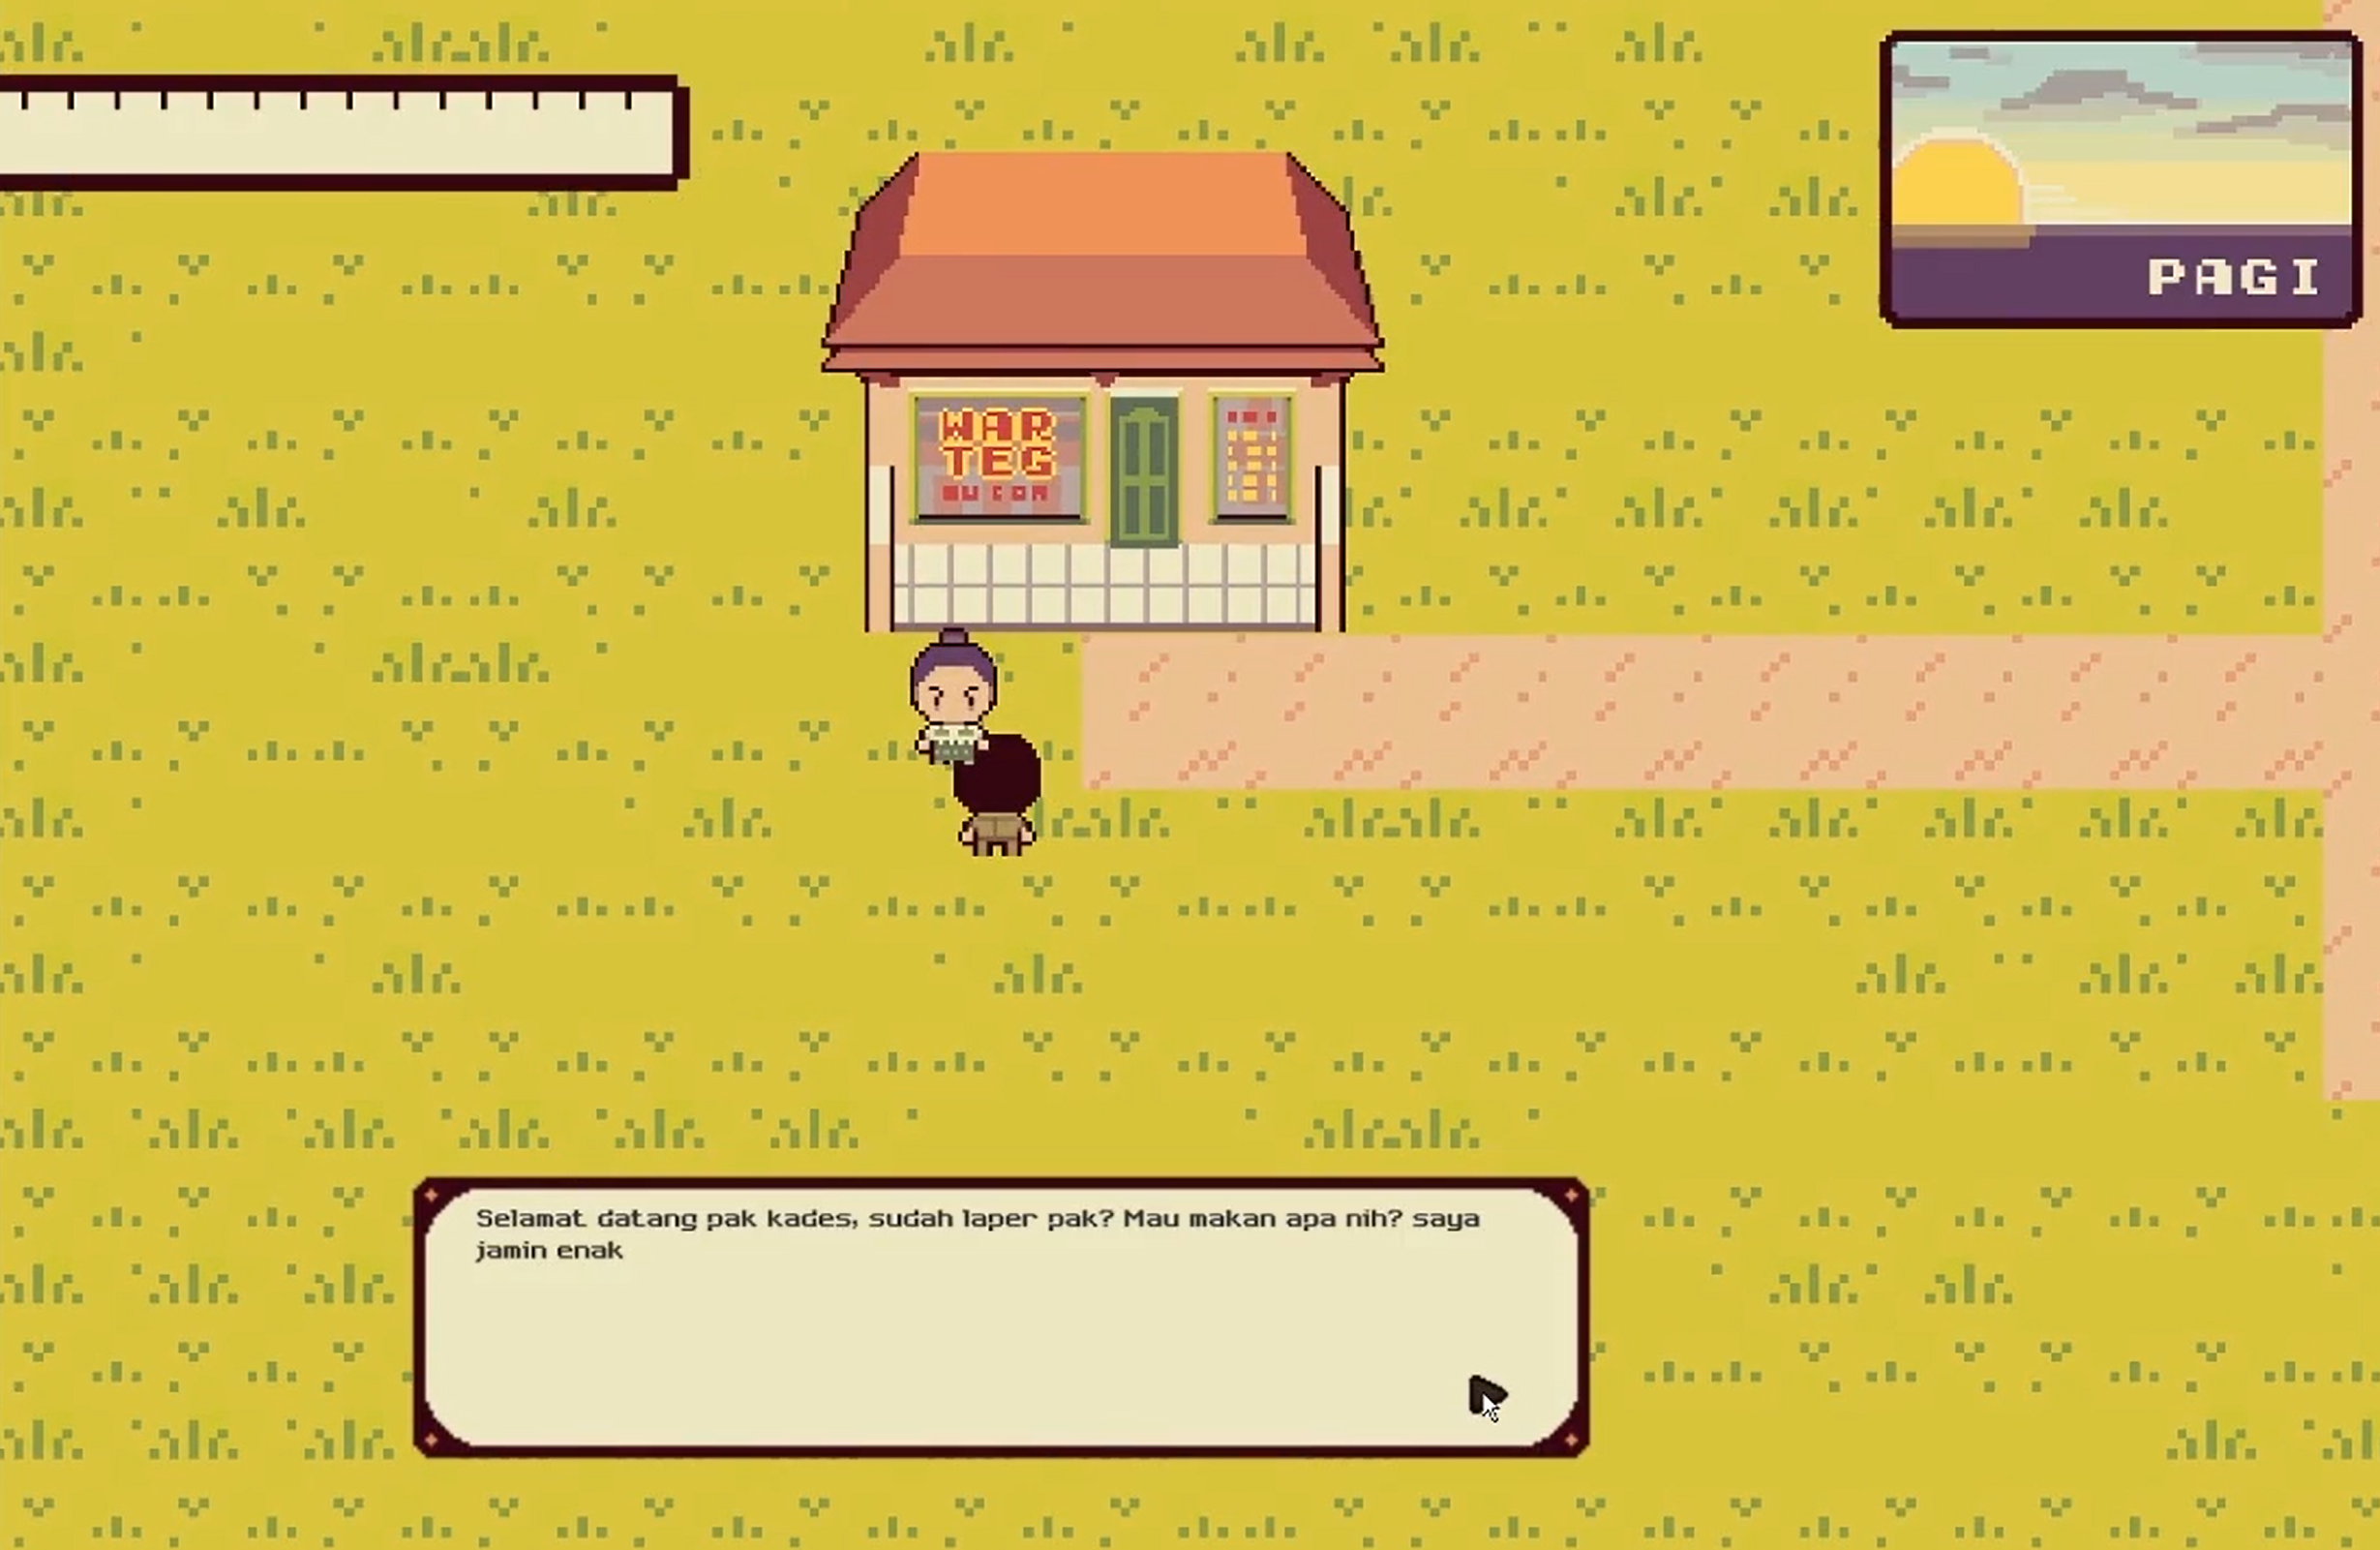 PAGI
WAR
TEG
Selamat datang pak kades, sudah laper pak? Mau makan apa nih? saya
jamin enak